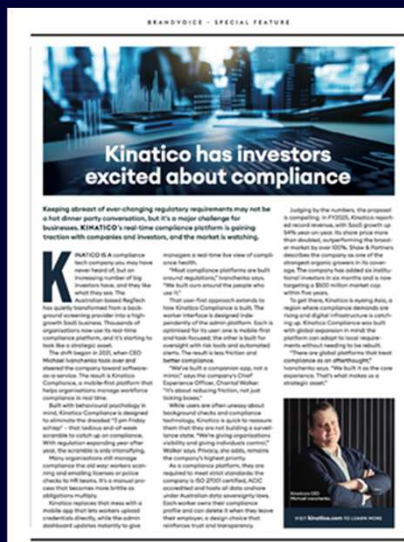 BRANDVOICE - SPECIAL FEATURE
Kinatico has investors
excited about compliance
Keeping abreast of ever-changing regulatory requirements may not be
a hot dinner party conversation, but it's a major challenge for
businesses. KINATICO's real-time compliance platform is gaining
traction with companies and investors, and the market is watching.
KINATICO IS A compliance
tech company you may have
never heard of, but an
increasing number of big
investors have, and they like
what they see. The
Australian-based RegTech
has quietly transformed from a back-
ground screening provider into a high-
growth SaaS business. Thousands of
organisations now use its real-time
compliance platform, and it's starting to
look like a strategic asset.
The shift began in 2021, when CEO
Michael Ivanchenko took over and
steered the company toward software-
as-a-service. The result is Kinatico
Compliance, a mobile-first platform that
helps organisations manage workforce
compliance in real time.
Built with behavioural psychology in
mind, Kinatico Compliance is designed
to eliminate the dreaded "3 pm Friday
scramble to catch up on compliance.
With regulation expanding year after
year, the scramble is only intensifying.
Many organisations still manage
compliance the old way: workers scan-
ning and emailing licences or police
checks to HR teams. It's a manual pro-
cess that becomes more brittle as
obligations multiply.
Kinatico replaces that mess with a
mobile app that lets workers upload
credentials directly, while the admin
dashboard updates instantly to give
managers a real-time live view of compli-
ance health.
"Most compliance platforms are built
around regulations," Ivanchenko says.
"We built ours around the people who
use it."
That user-first approach extends to
how Kinatico Compliance is built. The
worker interface is designed inde-
pendently of the admin platform. Each is
optimised for its user: one is mobile-first
and task-focused; the other is built for
oversight with risk tools and automated
alerts. The result is less friction and
better compliance.
"We've built a companion app, not a
mirror," says the company's Chief
Experience Officer, Chantal Walker.
"It's about reducing friction, not just
ticking boxes."
While users are often uneasy about
background checks and compliance
technology, Kinatico is quick to reassure
them that they are not building a surveil-
lance state. "We're giving organisations
visibility and giving individuals control,"
Walker says. Privacy, she adds, remains
the company's highest priority.
As a compliance platform, they are
required to meet strict standards: the
company is ISO 27001 certified, ACIC
accredited and hosts all data onshore
under Australian data sovereignty laws.
Each worker owns their compliance
profile and can delete it when they leave
their employer, a design choice that
reinforces trust and transparency.
Judging by the numbers, the proposal
is compelling. In FY2025, Kinatico report-
ed record revenue, with SaaS growth up
54% year on year. Its share price more
than doubled, outperforming the broad-
er market by over 100%. Shaw & Partners
describes the company as one of the
strongest organic growers in its cover-
age. The company has added six institu-
tional investors in six months and is now
targeting a $500 million market cap
within five years.
To get there, Kinatico is eyeing Asia, a
region where compliance demands are
rising and digital infrastructure is catch-
ing up. Kinatico Compliance was built
with global expansion in mind: the
platform can adapt to local require-
ments without needing to be rebuilt.
"There are global platforms that treat
compliance as an afterthought,"
Ivanchenko says. "We built it as the core
experience. That's what makes us a
strategic asset."
Kinatico CEO
Michael Ivanchenko.
VISIT kinatico.com TO LEARN MORE